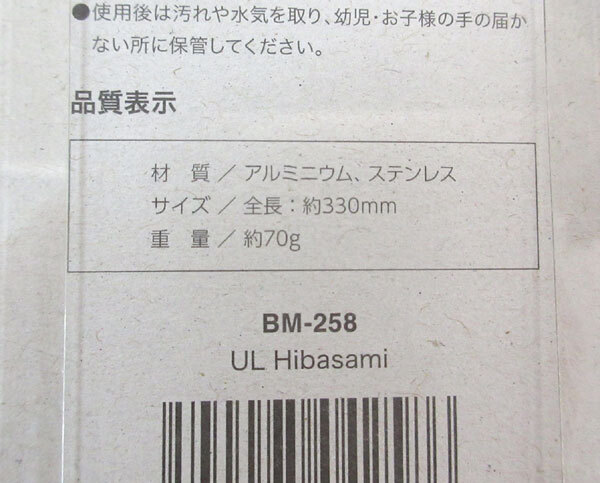 ●使用後は汚れや水気を取り、幼児・お子様の手の届か
ない所に保管してください。
品質表示
材　質／アルミニウム、ステンレス
サイズ／全長：約330mm
重　量／約70g
BM-258
UL Hibasami